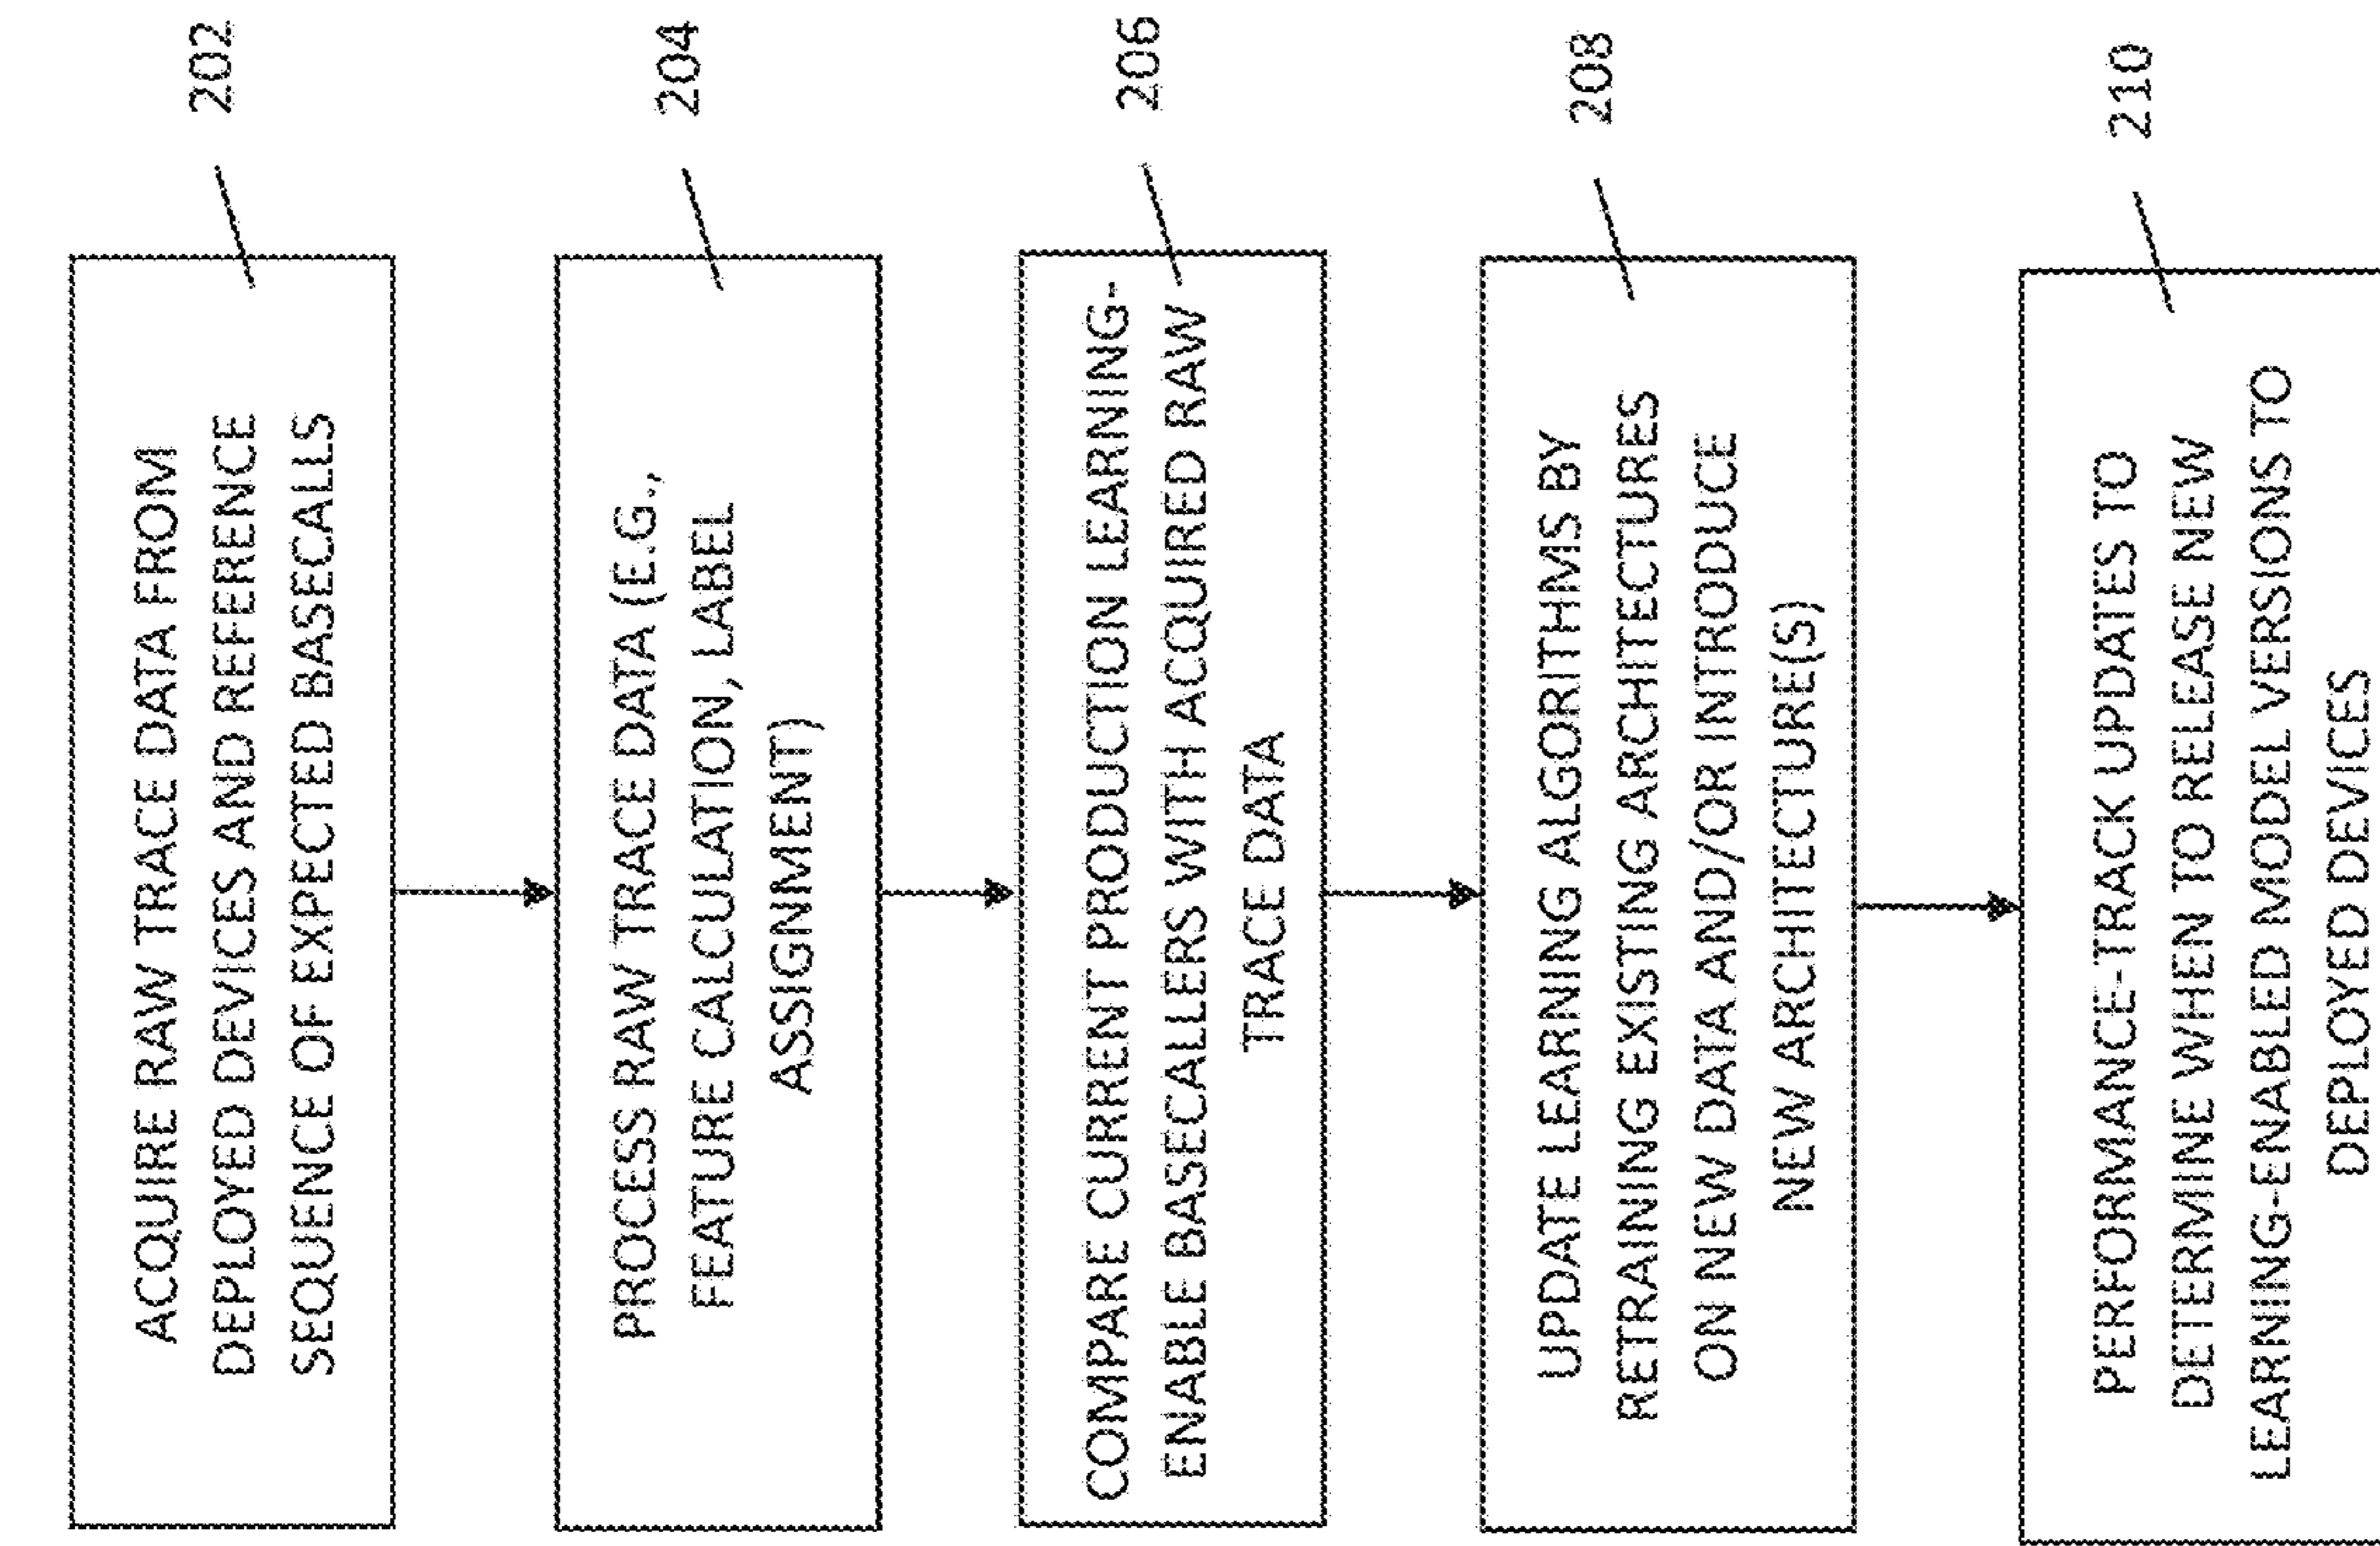 202
ACQUIRE RAW TRACE DATA FROM
DEPLOYED DEVICES AND REFERENCE
SEQUENCE OF EXPECTED BASECALLS
204
PROCESS RAW TRACE DATA (E.G.,
FEATURE CALCULATION, LABEL
ASSIGNMENT)
206
COMPARE CURRENT PRODUCTION LEARNING-
ENABLE BASECALLERS WITH ACQUIRED RAW
TRACE DATA
208
UPDATE LEARNING ALGORITHMS BY
RETRAINING EXISTING ARCHITECTURES
ON NEW DATA AND/OR INTRODUCE
NEW ARCHITECTURE(S)
210
PERFORMANCE-TRACK UPDATES TO
DETERMINE WHEN TO RELEASE NEW
LEARNING-ENABLED MODEL VERSIONS TO
DEPLOYED DEVICES